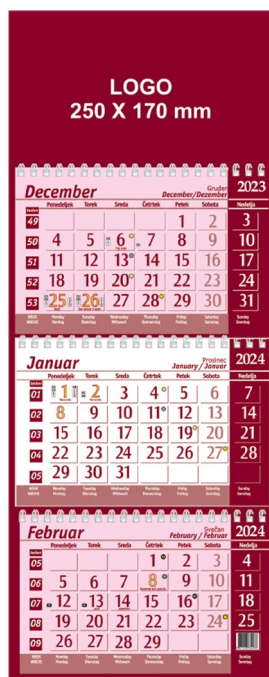 LOGO
250 X 170 mm
December Gruden 2023
December/Dezember
Ponedeljek Torek Sreda Četrtek Petek Sobota Nedelja
49 1 2 3
50 4 5 6 7 8 9 10
51 11 12 13 14 15 16 17
52 18 19 20 21 22 23 24
53 25 26 27 28 29 30 31
Januar Prosinec 2024
January / Januar
Ponedeljek Torek Sreda Četrtek Petek Sobota Nedelja
01 1 2 3 4 5 6 7
02 8 9 10 11 12 13 14
03 15 16 17 18 19 20 21
04 22 23 24 25 26 27 28
05 29 30 31
Februar Svečan 2024
February / Februar
Ponedeljek Torek Sreda Četrtek Petek Sobota Nedelja
05 1 2 3 4
06 5 6 7 8 9 10 11
07 12 13 14 15 16 17 18
08 19 20 21 22 23 24 25
09 26 27 28 29